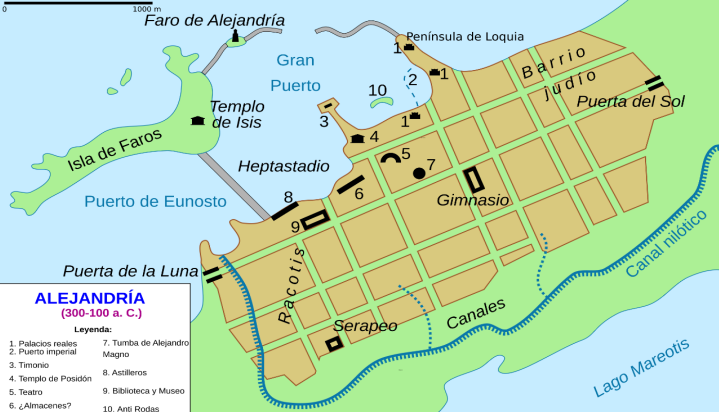 0 1000 m
Faro de Alejandría
Península de Loquia
Gran
Puerto
Barrio
judío
Puerta del Sol
1
1
2
10
1
3
4
5
7
6
8
9
Templo
de Isis
Isla de Faros
Heptastadio
Puerto de Eunosto
Gimnasio
Puerta de la Luna
Racotis
Serapeo
Canales
Canal nilótico
Lago Mareotis
ALEJANDRÍA
(300-100 a. C.)
Leyenda:
1. Palacios reales
2. Puerto imperial
3. Timonio
4. Templo de Posidón
5. Teatro
6. ¿Almacenes?
7. Tumba de Alejandro
Magno
8. Astilleros
9. Biblioteca y Museo
10. Anti Rodas